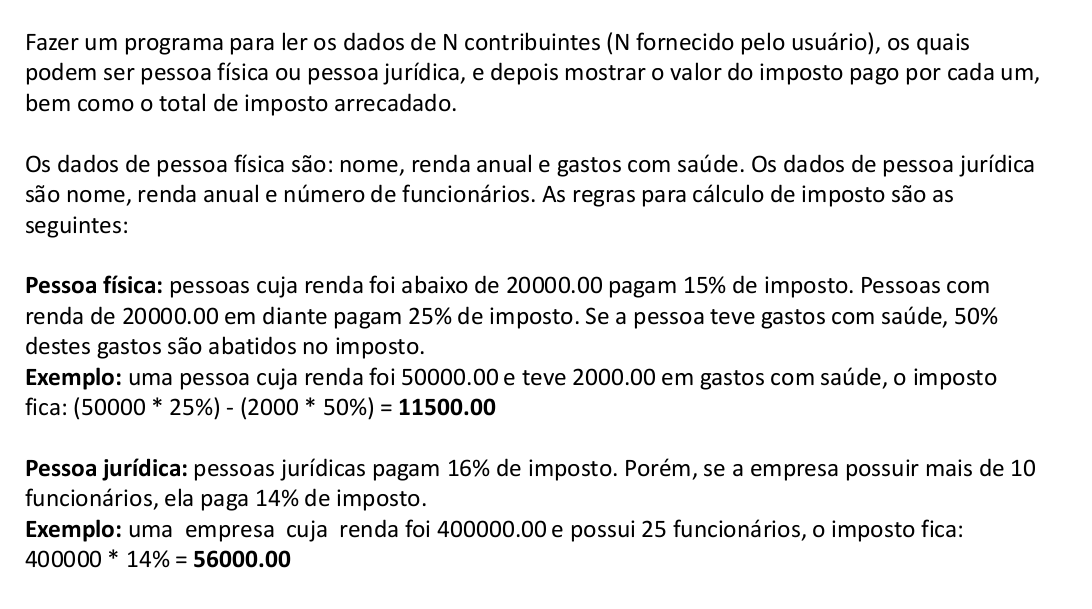 Fazer um programa para ler os dados de N contribuintes (N fornecido pelo usuário), os quais
podem ser pessoa física ou pessoa jurídica, e depois mostrar o valor do imposto pago por cada um,
bem como o total de imposto arrecadado.
Os dados de pessoa física são: nome, renda anual e gastos com saúde. Os dados de pessoa jurídica
são nome, renda anual e número de funcionários. As regras para cálculo de imposto são as
seguintes:
Pessoa física: pessoas cuja renda foi abaixo de 20000.00 pagam 15% de imposto. Pessoas com
renda de 20000.00 em diante pagam 25% de imposto. Se a pessoa teve gastos com saúde, 50%
destes gastos são abatidos no imposto.
Exemplo: uma pessoa cuja renda foi 50000.00 e teve 2000.00 em gastos com saúde, o imposto
fica: (50000 * 25%) - (2000 * 50%) = 11500.00
Pessoa jurídica: pessoas jurídicas pagam 16% de imposto. Porém, se a empresa possuir mais de 10
funcionários, ela paga 14% de imposto.
Exemplo: uma empresa cuja renda foi 400000.00 e possui 25 funcionários, o imposto fica:
400000 * 14% = 56000.00